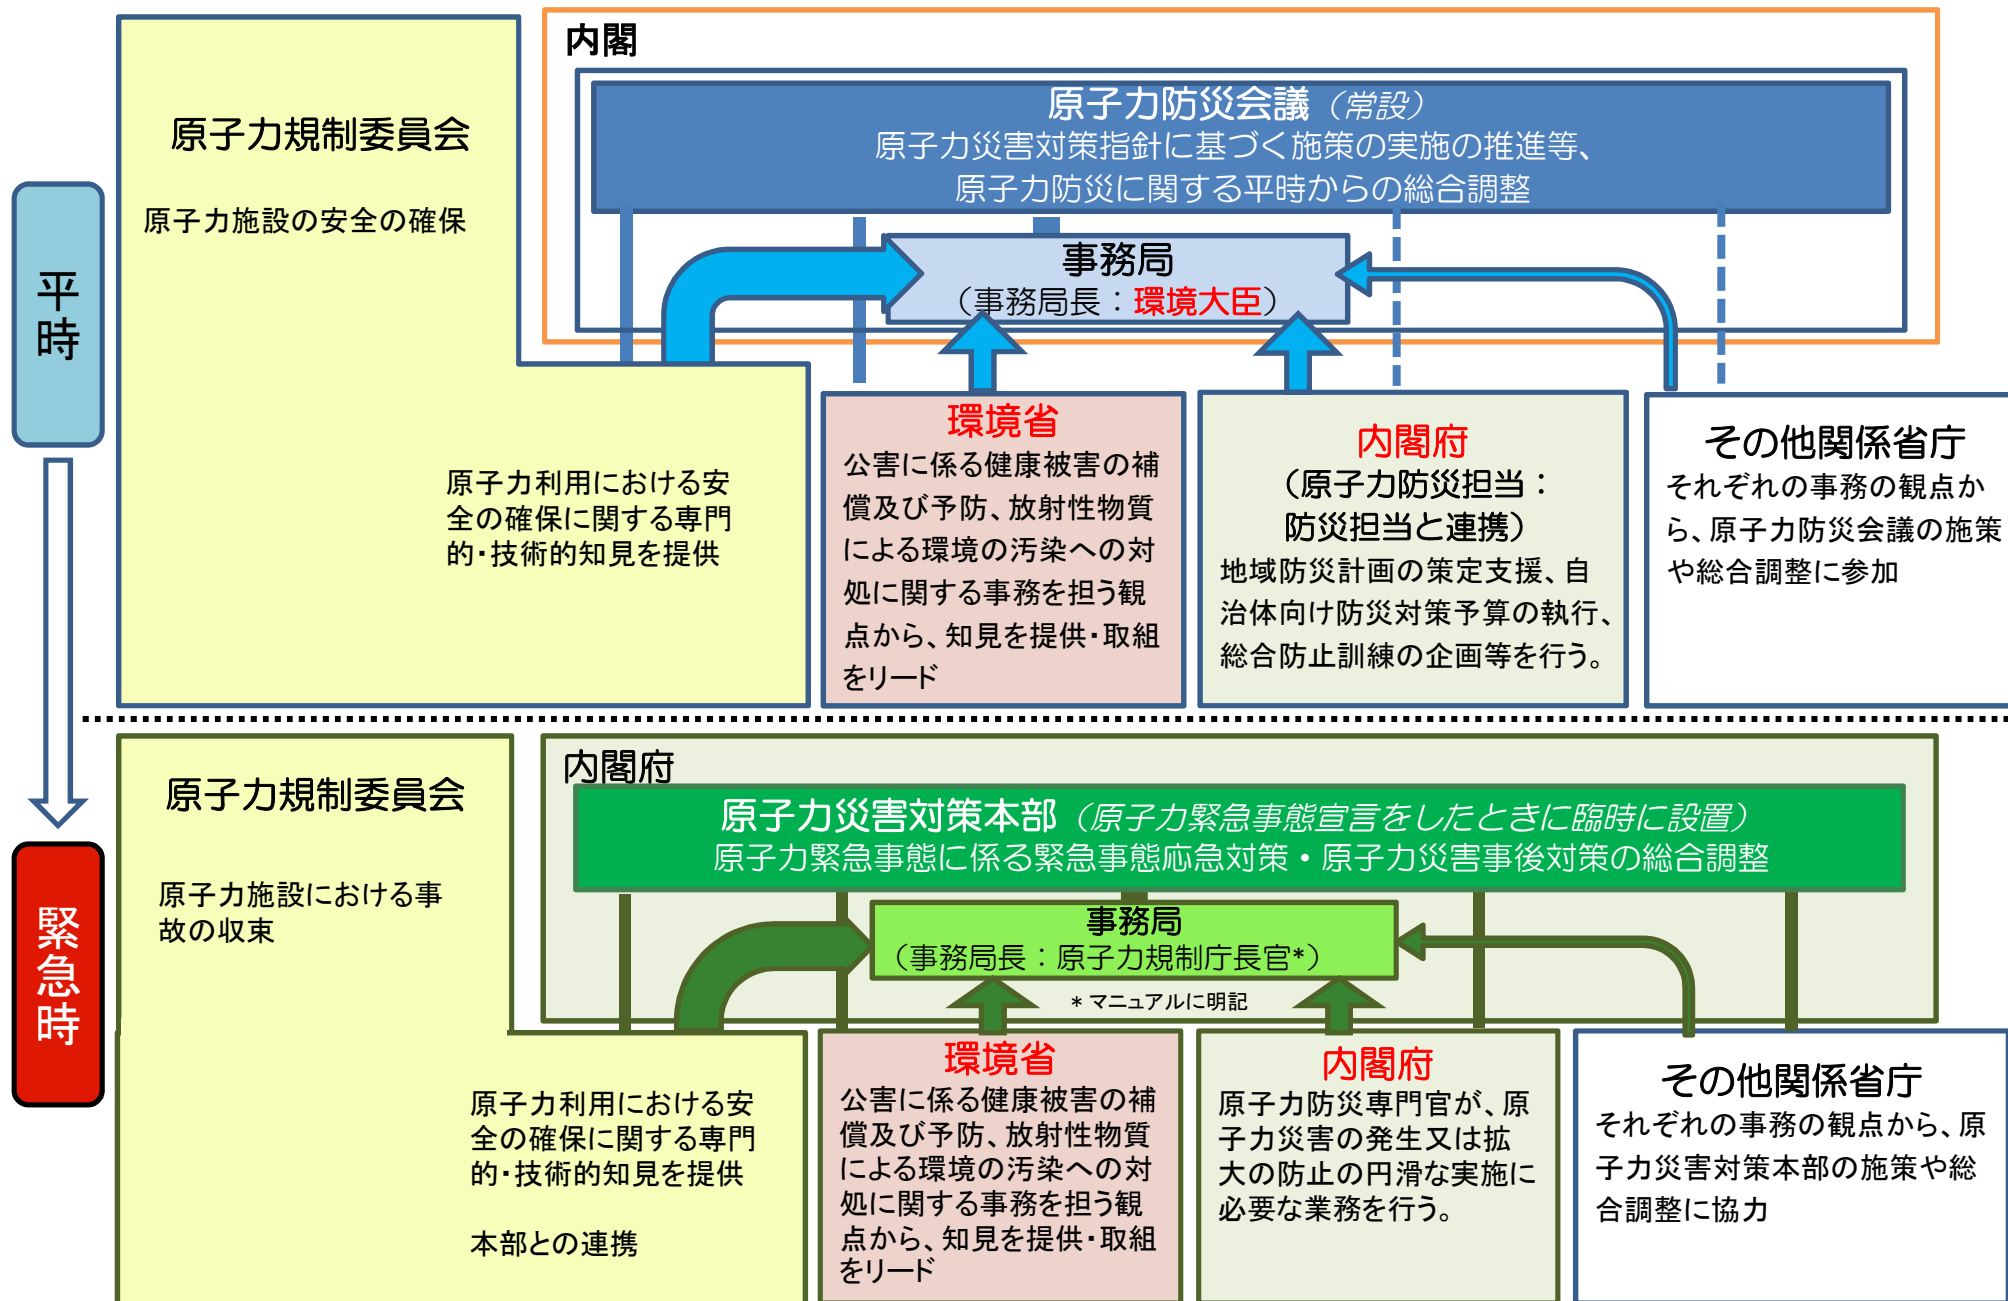 平時
原子力規制委員会
原子力施設の安全の確保
原子力利用における安
全の確保に関する専門
的・技術的知見を提供
内閣
原子力防災会議（常設）
原子力災害対策指針に基づく施策の実施の推進等、
原子力防災に関する平時からの総合調整
事務局
（事務局長：環境大臣）
環境省
公害に係る健康被害の補
償及び予防、放射性物質
による環境の汚染への対
処に関する事務を担う観
点から、知見を提供・取組
をリード
内閣府
（原子力防災担当：
防災担当と連携）
地域防災計画の策定支援、自
治体向け防災対策予算の執行、
総合防止訓練の企画等を行う。
その他関係省庁
それぞれの事務の観点か
ら、原子力防災会議の施策
や総合調整に参加
緊急時
原子力規制委員会
原子力施設における事
故の収束
原子力利用における安
全の確保に関する専門
的・技術的知見を提供
本部との連携
内閣府
原子力災害対策本部（原子力緊急事態宣言をしたときに臨時に設置）
原子力緊急事態に係る緊急事態応急対策・原子力災害事後対策の総合調整
事務局
（事務局長：原子力規制庁長官*）
* マニュアルに明記
環境省
公害に係る健康被害の補
償及び予防、放射性物質
による環境の汚染への対
処に関する事務を担う観
点から、知見を提供・取組
をリード
内閣府
原子力防災専門官が、原
子力災害の発生又は拡
大の防止の円滑な実施に
必要な業務を行う。
その他関係省庁
それぞれの事務の観点から、原
子力災害対策本部の施策や総
合調整に協力